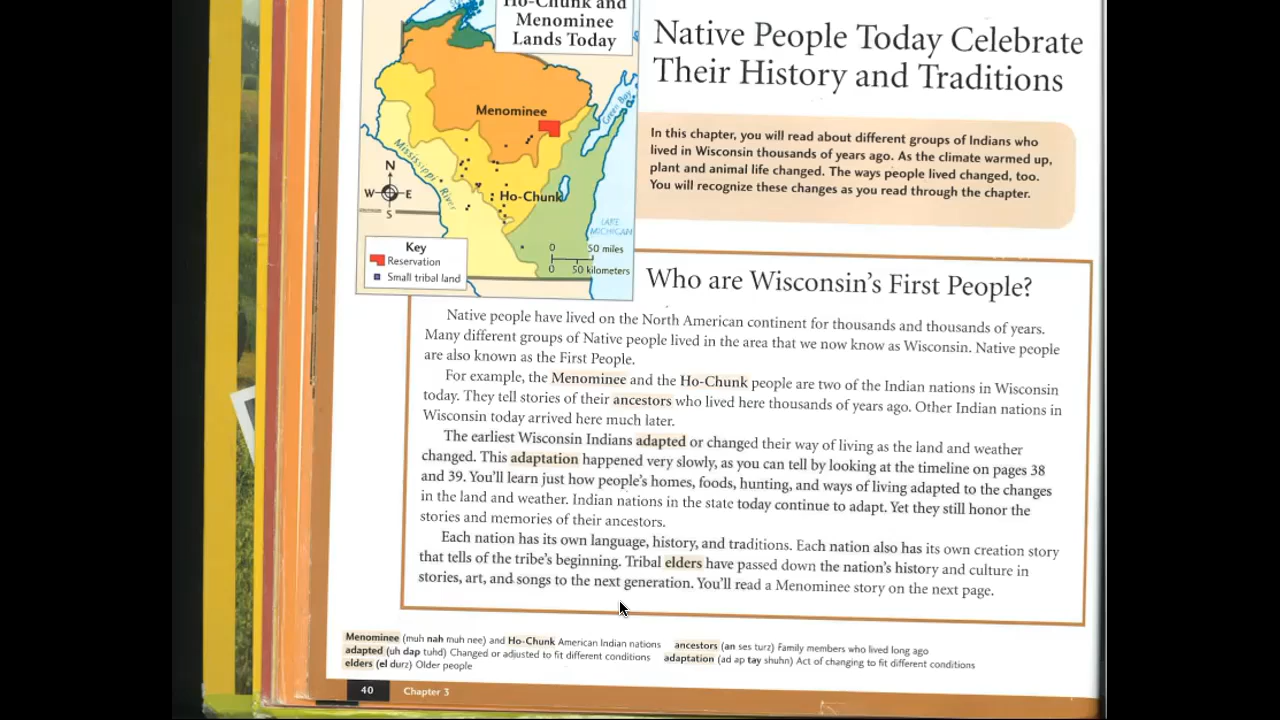 Ho-Chunk and
Menominee
Lands Today
Menominee
Green Bay
Mississippi River
N
W E
S
Ho-Chunk
LAKE
MICHIGAN
Key
Reservation
Small tribal land
0 50 miles
0 50 kilometers
Native People Today Celebrate
Their History and Traditions
In this chapter, you will read about different groups of Indians who
lived in Wisconsin thousands of years ago. As the climate warmed up,
plant and animal life changed. The ways people lived changed, too.
You will recognize these changes as you read through the chapter.
Who are Wisconsin's First People?
Native people have lived on the North American continent for thousands and thousands of years.
Many different groups of Native people lived in the area that we now know as Wisconsin. Native people
are also known as the First People.
For example, the Menominee and the Ho-Chunk people are two of the Indian nations in Wisconsin
today. They tell stories of their ancestors who lived here thousands of years ago. Other Indian nations in
Wisconsin today arrived here much later.
The earliest Wisconsin Indians adapted or changed their way of living as the land and weather
changed. This adaptation happened very slowly, as you can tell by looking at the timeline on pages 38
and 39. You'll learn just how people's homes, foods, hunting, and ways of living adapted to the changes
in the land and weather. Indian nations in the state today continue to adapt. Yet they still honor the
stories and memories of their ancestors.
Each nation has its own language, history, and traditions. Each nation also has its own creation story
that tells of the tribe's beginning. Tribal elders have passed down the nation's history and culture in
stories, art, and songs to the next generation. You'll read a Menominee story on the next page.
Menominee (muh nah muh nee) and Ho-Chunk American Indian nations ancestors (an ses turz) Family members who lived long ago
adapted (uh dap tuhd) Changed or adjusted to fit different conditions adaptation (ad ap tay shuhn) Act of changing to fit different conditions
elders (el durz) Older people
40 Chapter 3